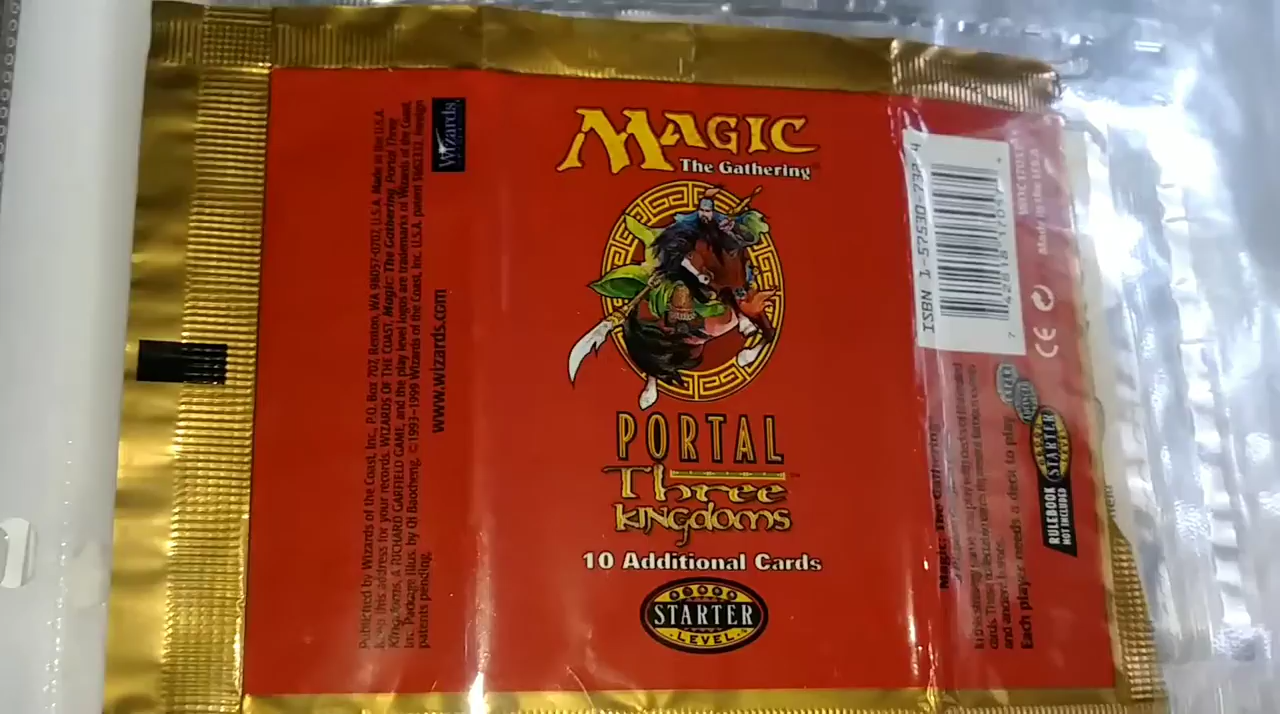 MAGIC
The Gathering
PORTAL
Three
Kingdoms
10 Additional Cards
STARTER
LEVEL
Published by Wizards of the Coast, Inc., P.O. Box 707, Renton, WA 98057-0707, U.S.A. Made in the U.S.A.
Keep this address for your records. WIZARDS OF THE COAST, Magic: The Gathering, Portal Three
Kingdoms, A RICHARD GARFIELD GAME, and the play level logos are trademarks of Wizards of the Coast,
Inc. Package illus. by Qi Baocheng. ©1993-1999 Wizards of the Coast, Inc. U.S.A. patent Foreign
patents pending.
www.wizards.com
Wizards
ISBN 1-57530-73
Made in the U.S.A.
CE
Magic: The Gathering
and ancient heroes.
Each player needs a deck to play.
STARTER
RULEBOOK
NOT INCLUDED